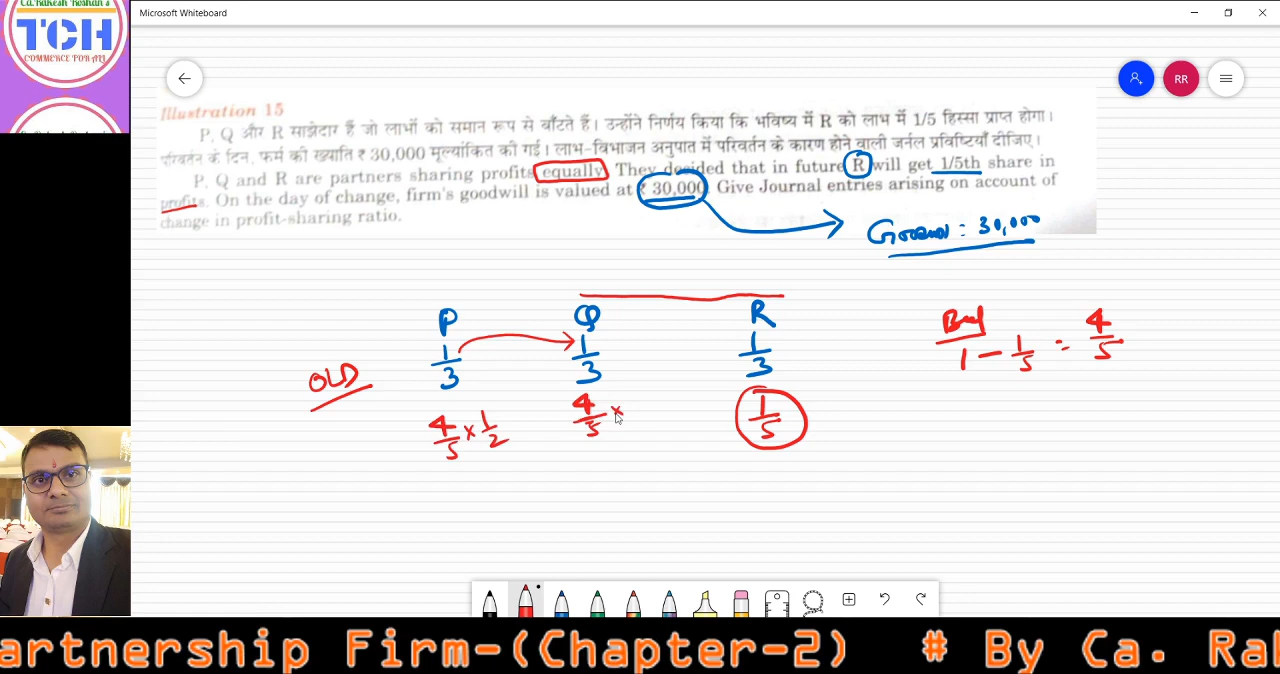 Ca.Rakesh Roshan's
TCH
COMMERCE FOR ALL
Microsoft Whiteboard
RR
Illustration 15
P, Q और R साझेदार हैं जो लाभों को समान रूप से बाँटते हैं। उन्होंने निर्णय किया कि भविष्य में R को लाभ में 1/5 हिस्सा प्राप्त होगा।
परिवर्तन के दिन, फर्म की ख्याति ₹ 30,000 मूल्यांकित की गई। लाभ-विभाजन अनुपात में परिवर्तन के कारण होने वाली जर्नल प्रविष्टियाँ दीजिए।
P, Q and R are partners sharing profits equally. They decided that in future R will get 1/5th share in
profits. On the day of change, firm's goodwill is valued at ₹ 30,000. Give Journal entries arising on account of
change in profit-sharing ratio.
: 30,000
P Q R
OLD 1/3 1/3 1/3
4/5 × 1/2 4/5 × 1/5
1 - 1/5 = 4/5
artnership Firm-(Chapter-2) # By Ca. Rak